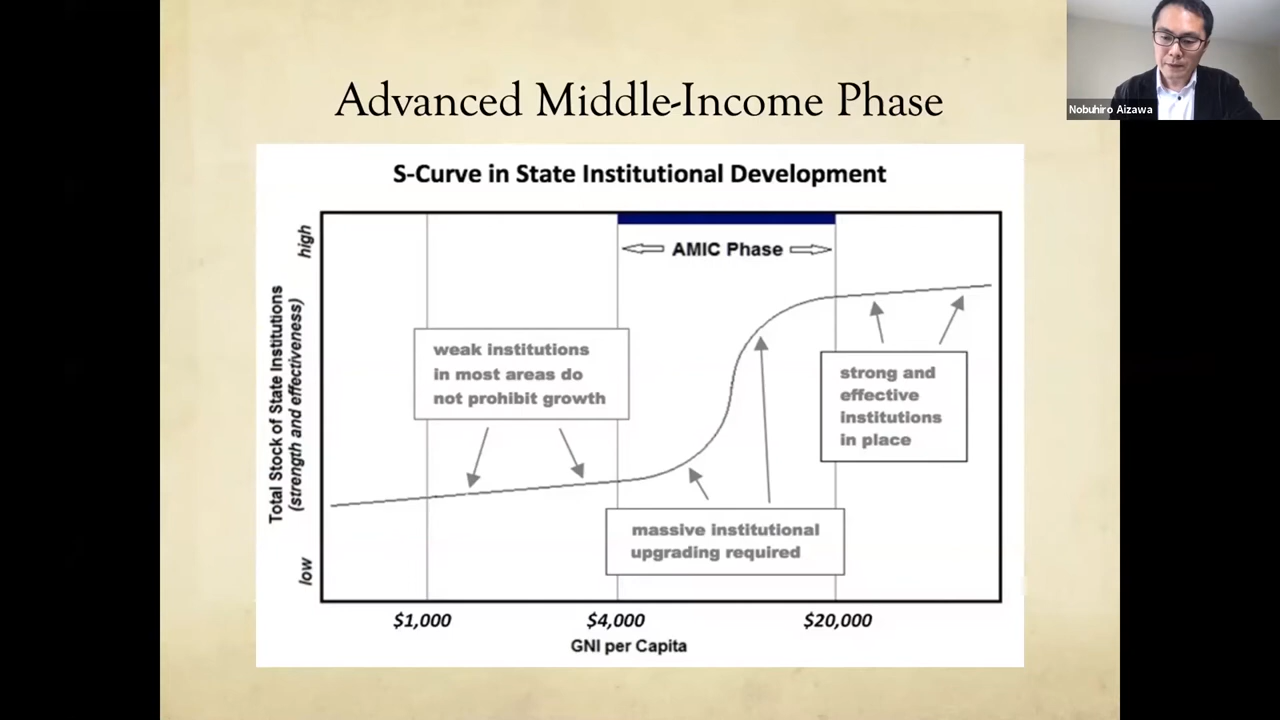 Advanced Middle-Income Phase
Nobuhiro Aizawa
S-Curve in State Institutional Development
high
AMIC Phase
Total Stock of State Institutions
(strength and effectiveness)
weak institutions
in most areas do
not prohibit growth
strong and
effective
institutions
in place
massive institutional
upgrading required
low
$1,000
$4,000
$20,000
GNI per Capita